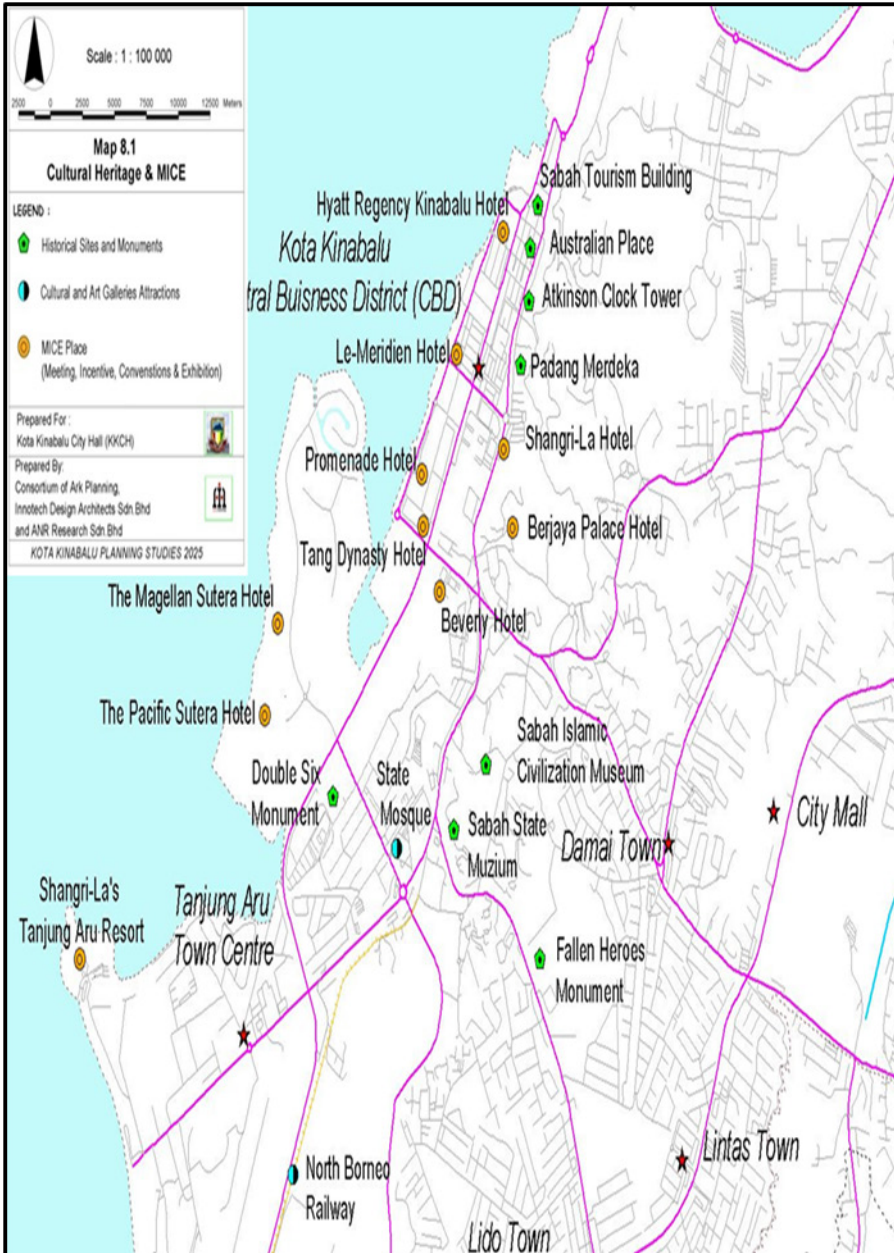 Scale : 1 : 100 000
2500 0 2500 5000 7500 10000 12500 Meters
Map 8.1
Cultural Heritage & MICE
LEGEND :
Historical Sites and Monuments
Cultural and Art Galleries Attractions
MICE Place
(Meeting, Incentive, Convenstions & Exhibition)
Prepared For :
Kota Kinabalu City Hall (KKCH)
Prepared By:
Consortium of Ark Planning,
Innotech Design Architects Sdn Bhd
and ANR Research Sdn Bhd
KOTA KINABALU PLANNING STUDIES 2025
Sabah Tourism Building
Hyatt Regency Kinabalu Hotel
Kota Kinabalu
tral Buisness District (CBD)
Australian Place
Atkinson Clock Tower
Le-Meridien Hotel
Padang Merdeka
Shangri-La Hotel
Promenade Hotel
Berjaya Palace Hotel
Tang Dynasty Hotel
The Magellan Sutera Hotel
Beverly Hotel
The Pacific Sutera Hotel
Sabah Islamic
Civilization Museum
Double Six
Monument
State
Mosque
Sabah State
Muzium
Damai Town
City Mall
Shangri-La's
Tanjung Aru Resort
Tanjung Aru
Town Centre
Fallen Heroes
Monument
North Borneo
Railway
Lintas Town
Lido Town